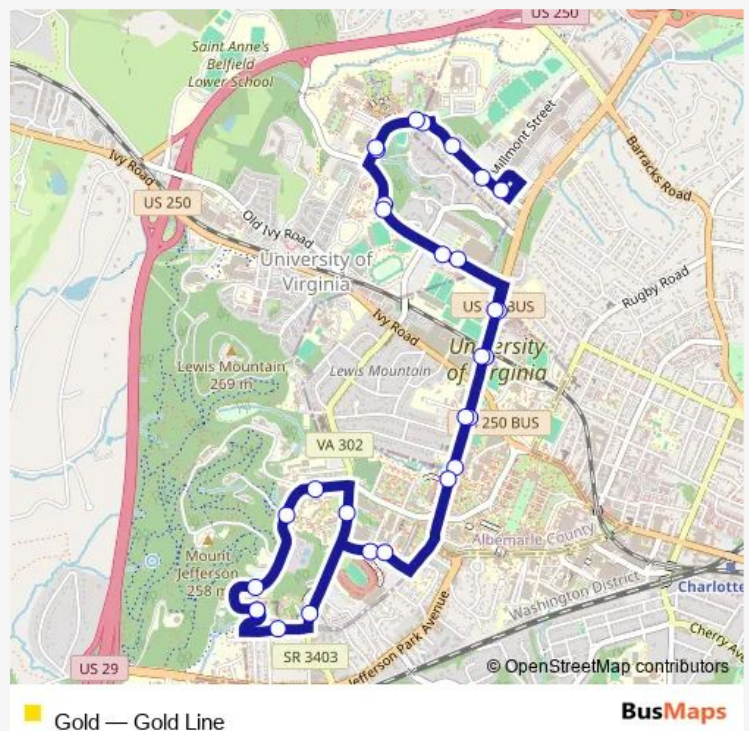 US 250
Saint Anne's
Belfield
Lower School
Millmont Street
Ivy Road
Barracks Road
US 250
Old Ivy Road
University of
Virginia
Rugby Road
US
BUS
Ivy Road
Lewis Mountain
269 m
Lewis Mountain
of
250 BUS
VA 302
Albemarle County
Mount
Jefferson
258 m
Washington District
Charlotte
Jefferson Park Avenue
Cherry Av
US 29
SR 3403
© OpenStreetMap contributors
Gold — Gold Line
BusMaps